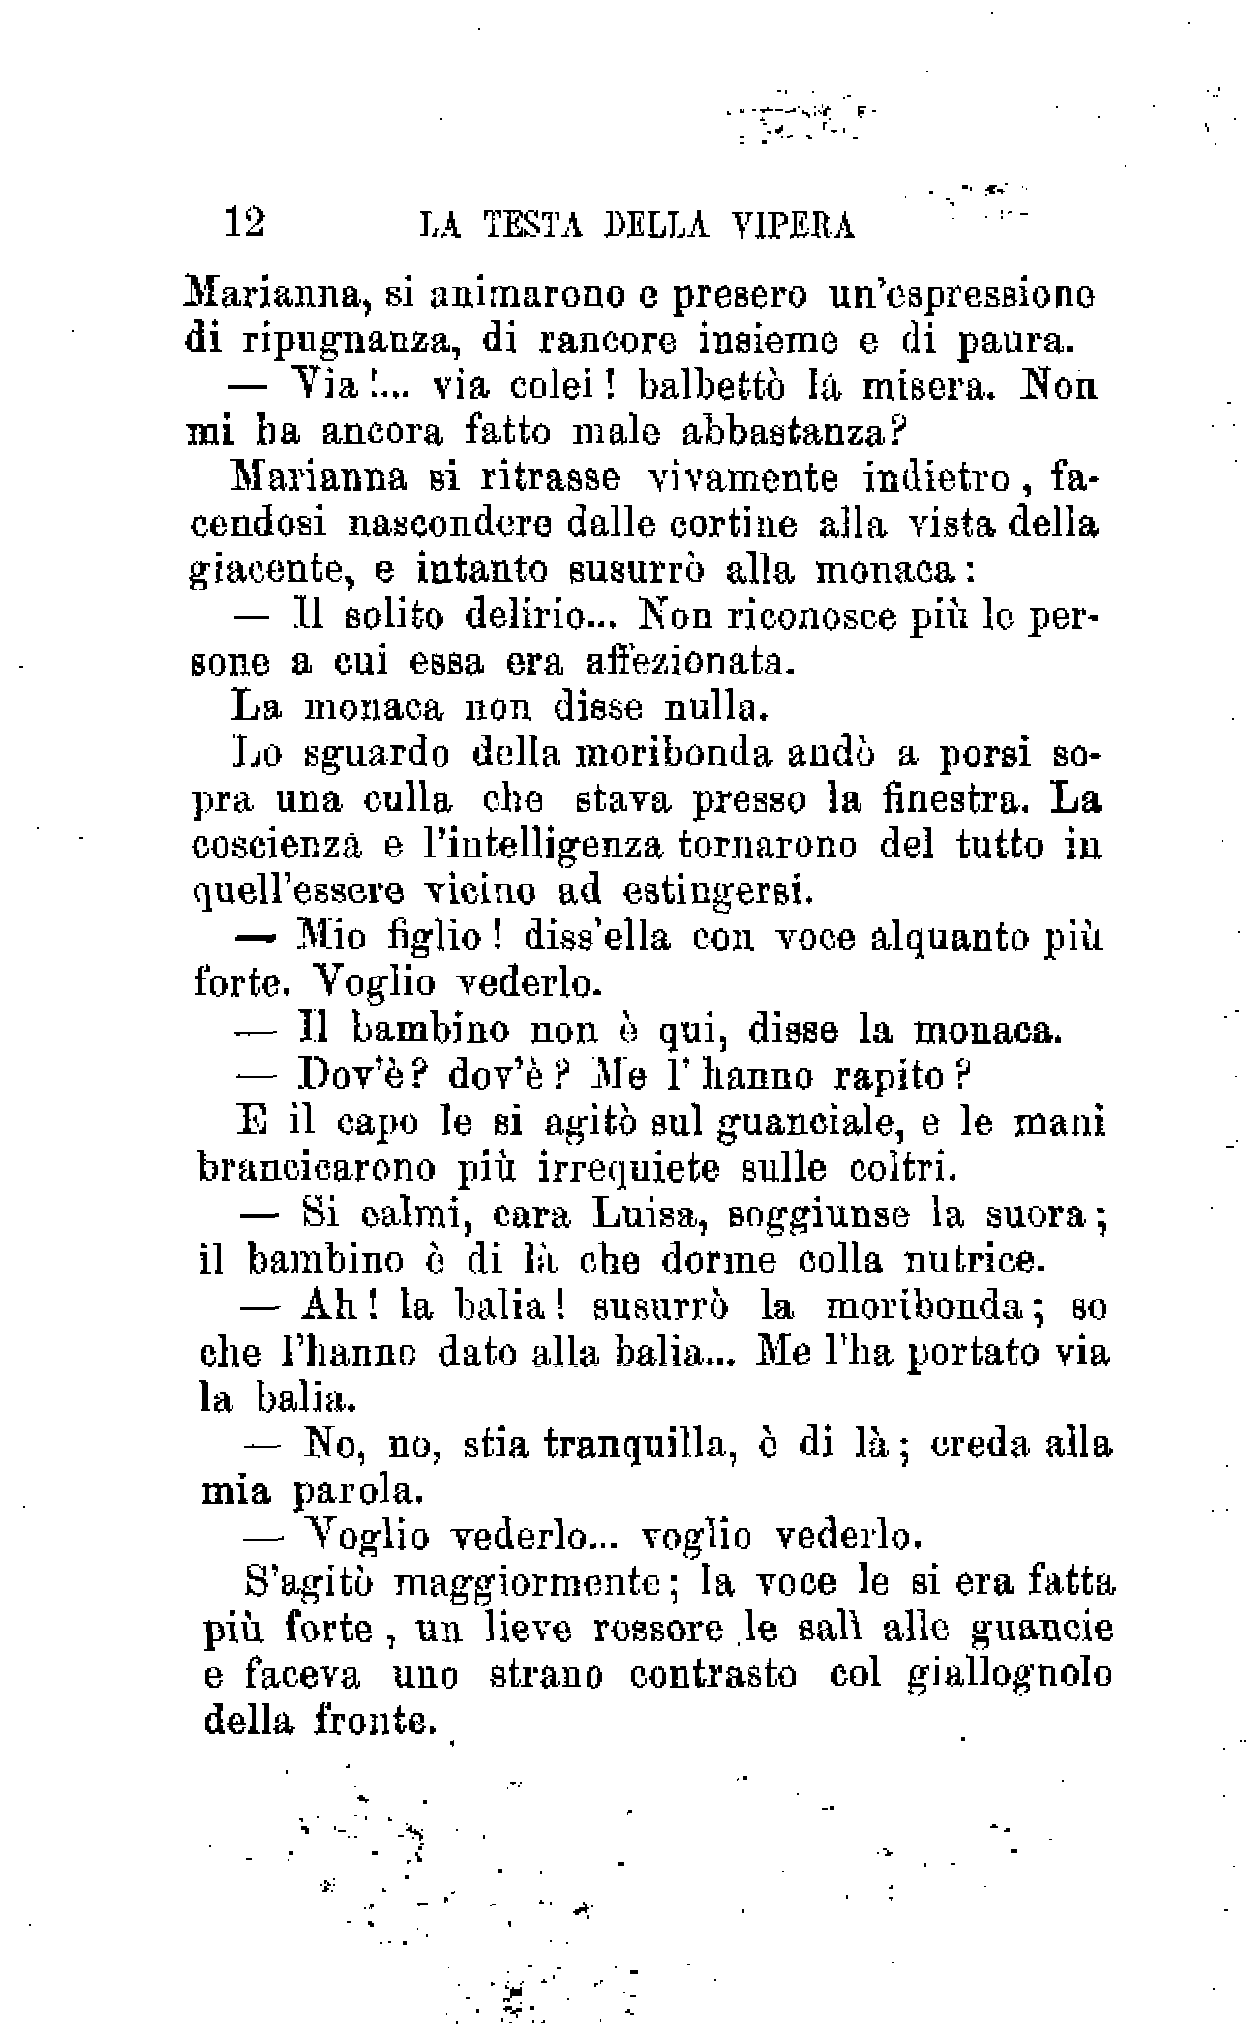 12 LA TESTA DELLA VIPERA
Marianna, si animarono e presero un'espressione
di ripugnanza, di rancore insieme e di paura.
— Via!... via colei! balbettò la misera. Non
mi ha ancora fatto male abbastanza?
Marianna si ritrasse vivamente indietro, fa-
cendosi nascondere dalle cortine alla vista della
giacente, e intanto susurrò alla monaca:
— Il solito delirio... Non riconosce più le per-
sone a cui essa era affezionata.
La monaca non disse nulla.
Lo sguardo della moribonda andò a porsi so-
pra una culla che stava presso la finestra. La
coscienza e l'intelligenza tornarono del tutto in
quell'essere vicino ad estingersi.
— Mio figlio! diss'ella con voce alquanto più
forte. Voglio vederlo.
— Il bambino non è qui, disse la monaca.
— Dov'è? dov'è? Me l'hanno rapito?
E il capo le si agitò sul guanciale, e le mani
brancicarono più irrequiete sulle coltri.
— Si calmi, cara Luisa, soggiunse la suora;
il bambino è di là che dorme colla nutrice.
— Ah! la balia! susurrò la moribonda; so
che l'hanno dato alla balia... Me l'ha portato via
la balia.
— No, no, stia tranquilla, è di là; creda alla
mia parola.
— Voglio vederlo... voglio vederlo.
S'agitò maggiormente; la voce le si era fatta
più forte, un lieve rossore le salì alle guancie
e faceva uno strano contrasto col giallognolo
della fronte.